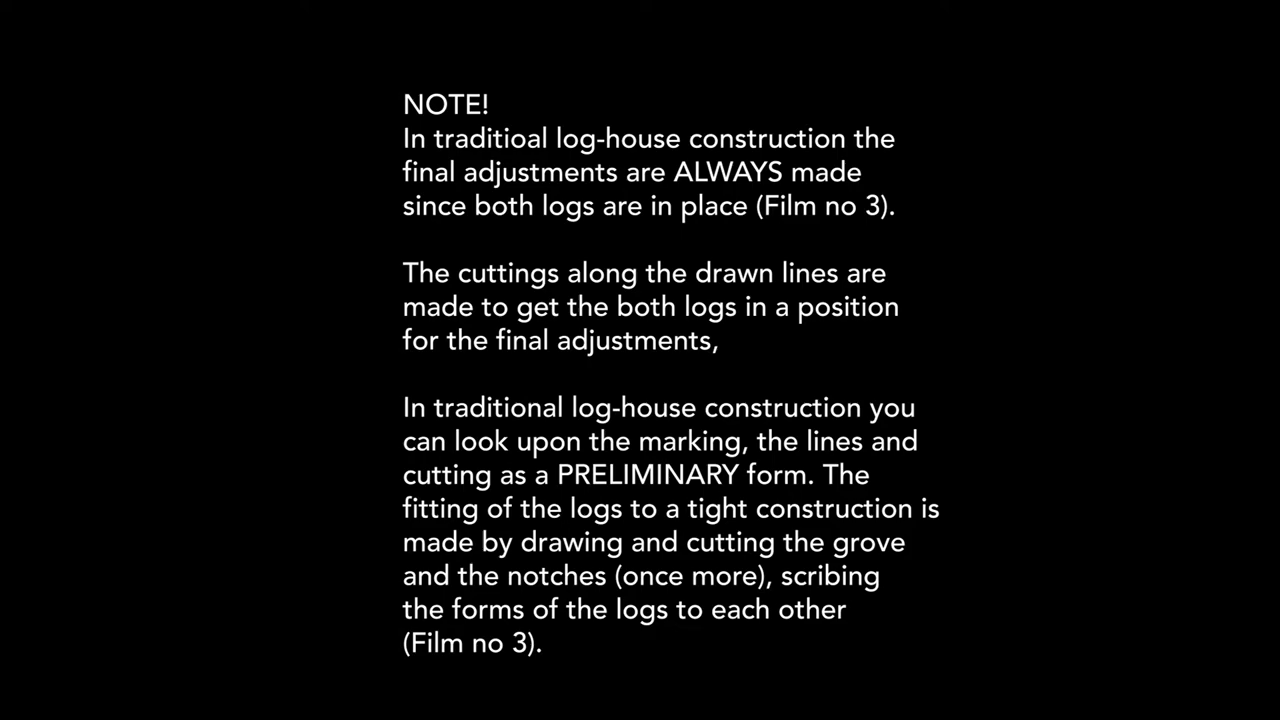 NOTE!
In traditioal log-house construction the
final adjustments are ALWAYS made
since both logs are in place (Film no 3).
The cuttings along the drawn lines are
made to get the both logs in a position
for the final adjustments,
In traditional log-house construction you
can look upon the marking, the lines and
cutting as a PRELIMINARY form. The
fitting of the logs to a tight construction is
made by drawing and cutting the grove
and the notches (once more), scribing
the forms of the logs to each other
(Film no 3).